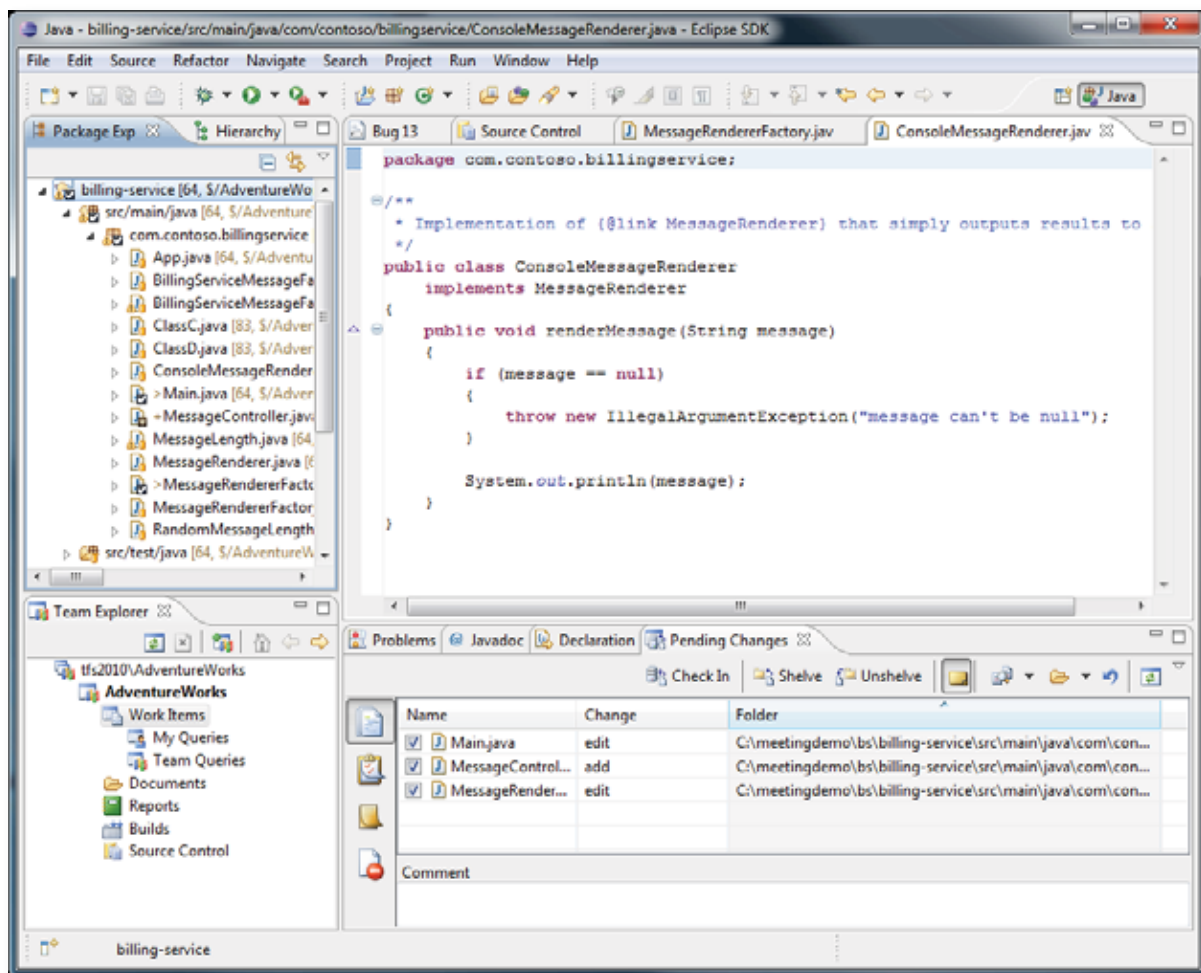 Java - billing-service/src/main/java/com/contoso/billingservice/ConsoleMessageRenderer.java - Eclipse SDK
File Edit Source Refactor Navigate Search Project Run Window Help
Java
Package Exp Hierarchy
Bug 13 Source Control MessageRendererFactory.jav ConsoleMessageRenderer.jav
billing-service [64, $/AdventureWo
src/main/java [64, $/Adventure
com.contoso.billingservice
App.java [64, $/Adventu
BillingServiceMessageFa
BillingServiceMessageFa
ClassC.java [83, $/Adver
ClassD.java [83, $/Adver
ConsoleMessageRender
>Main.java [64, $/Adver
+MessageController.java
MessageLength.java [64,
MessageRenderer.java [6
>MessageRendererFacto
MessageRendererFactor
RandomMessageLength
src/test/java [64, $/AdventureW
package com.contoso.billingservice;
/**
* Implementation of {@link MessageRenderer} that simply outputs results to
*/
public class ConsoleMessageRenderer
implements MessageRenderer
{
public void renderMessage(String message)
{
if (message == null)
{
throw new IllegalArgumentException("message can't be null");
}
System.out.println(message);
}
}
Team Explorer
tfs2010\AdventureWorks
AdventureWorks
Work Items
My Queries
Team Queries
Documents
Reports
Builds
Source Control
Problems Javadoc Declaration Pending Changes
Check In Shelve Unshelve
Name Change Folder
Main.java edit C:\meetingdemo\bs\billing-service\src\main\java\com\con...
MessageControl... add C:\meetingdemo\bs\billing-service\src\main\java\com\con...
MessageRender... edit C:\meetingdemo\bs\billing-service\src\main\java\com\con...
Comment
billing-service